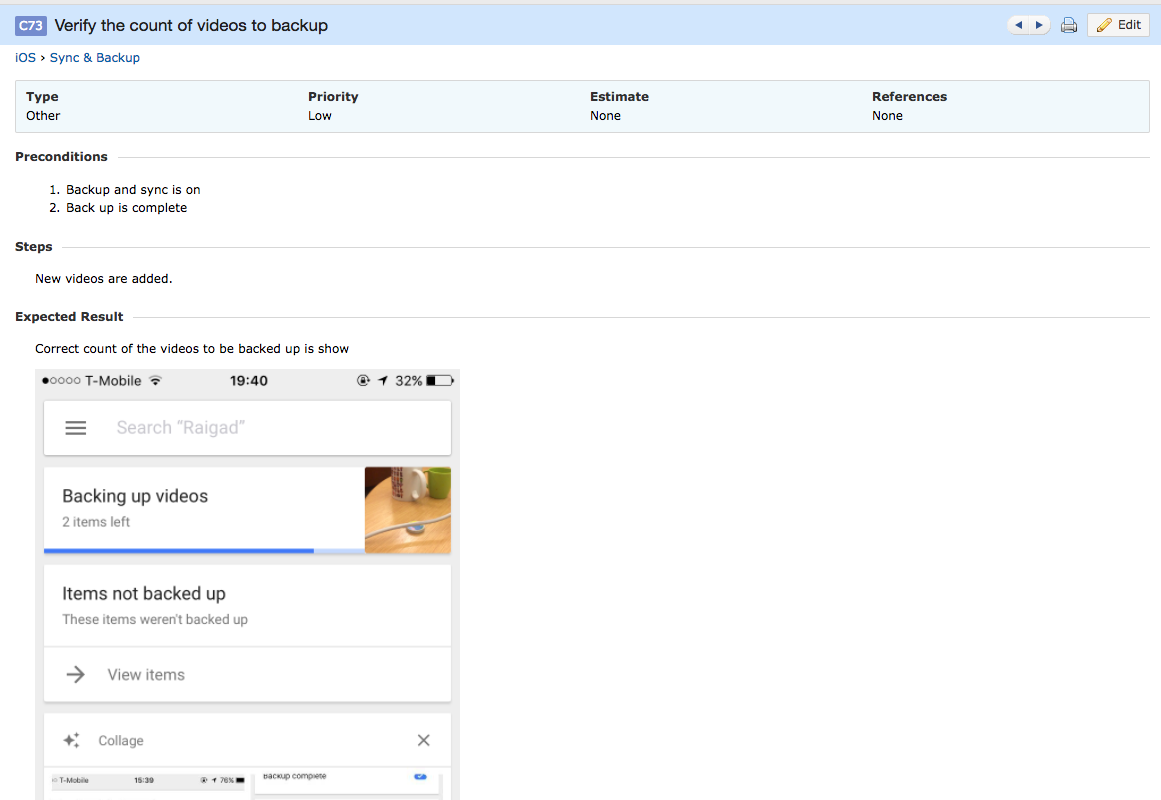 C73 Verify the count of videos to backup
Edit
iOS > Sync & Backup
Type Priority Estimate References
Other Low None None
Preconditions
1. Backup and sync is on
2. Back up is complete
Steps
New videos are added.
Expected Result
Correct count of the videos to be backed up is show
T-Mobile 19:40 32%
Search “Raigad”
Backing up videos
2 items left
Items not backed up
These items weren't backed up
View items
Collage
T-Mobile 15:39 76%
Backup complete